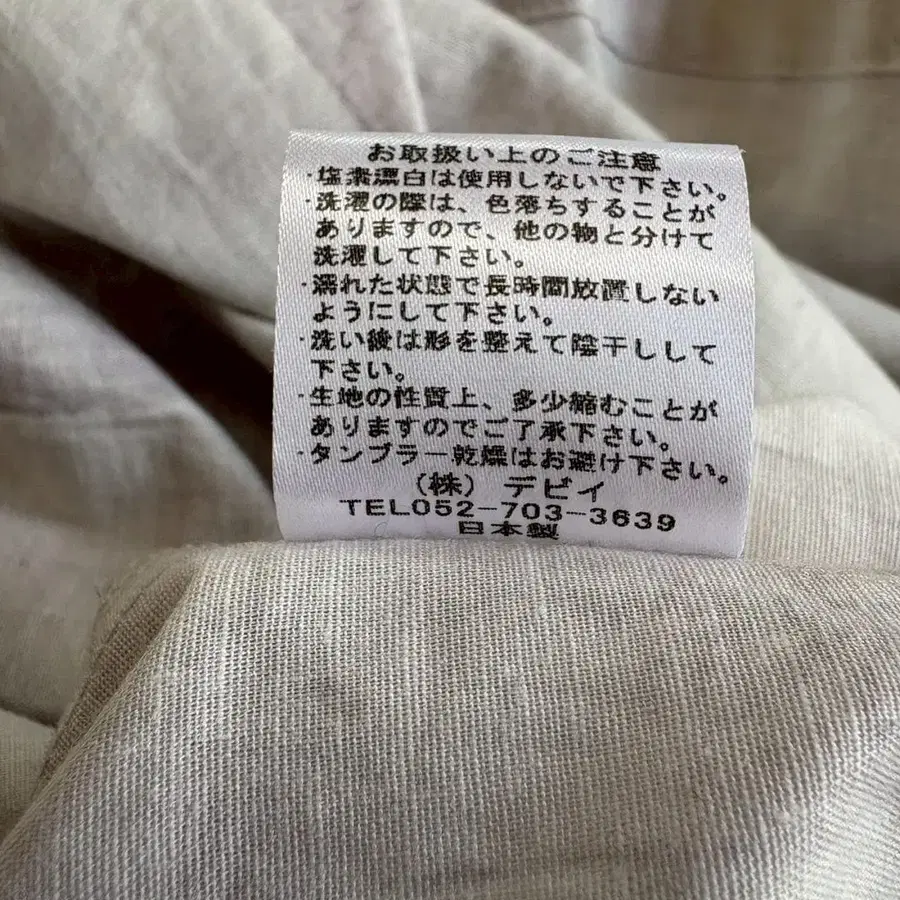 お取扱い上のご注意
・塩素漂白は使用しないで下さい。
・洗濯の際は、色落ちすることが
ありますので、他の物と分けて
洗濯して下さい。
・濡れた状態で長時間放置しない
ようにして下さい。
・洗い後は形を整えて陰干しして
下さい。
・生地の性質上、多少縮むことが
ありますのでご了承下さい。
・タンブラー乾燥はお避け下さい。
（株）デビイ
TEL052-703-3639
日本製